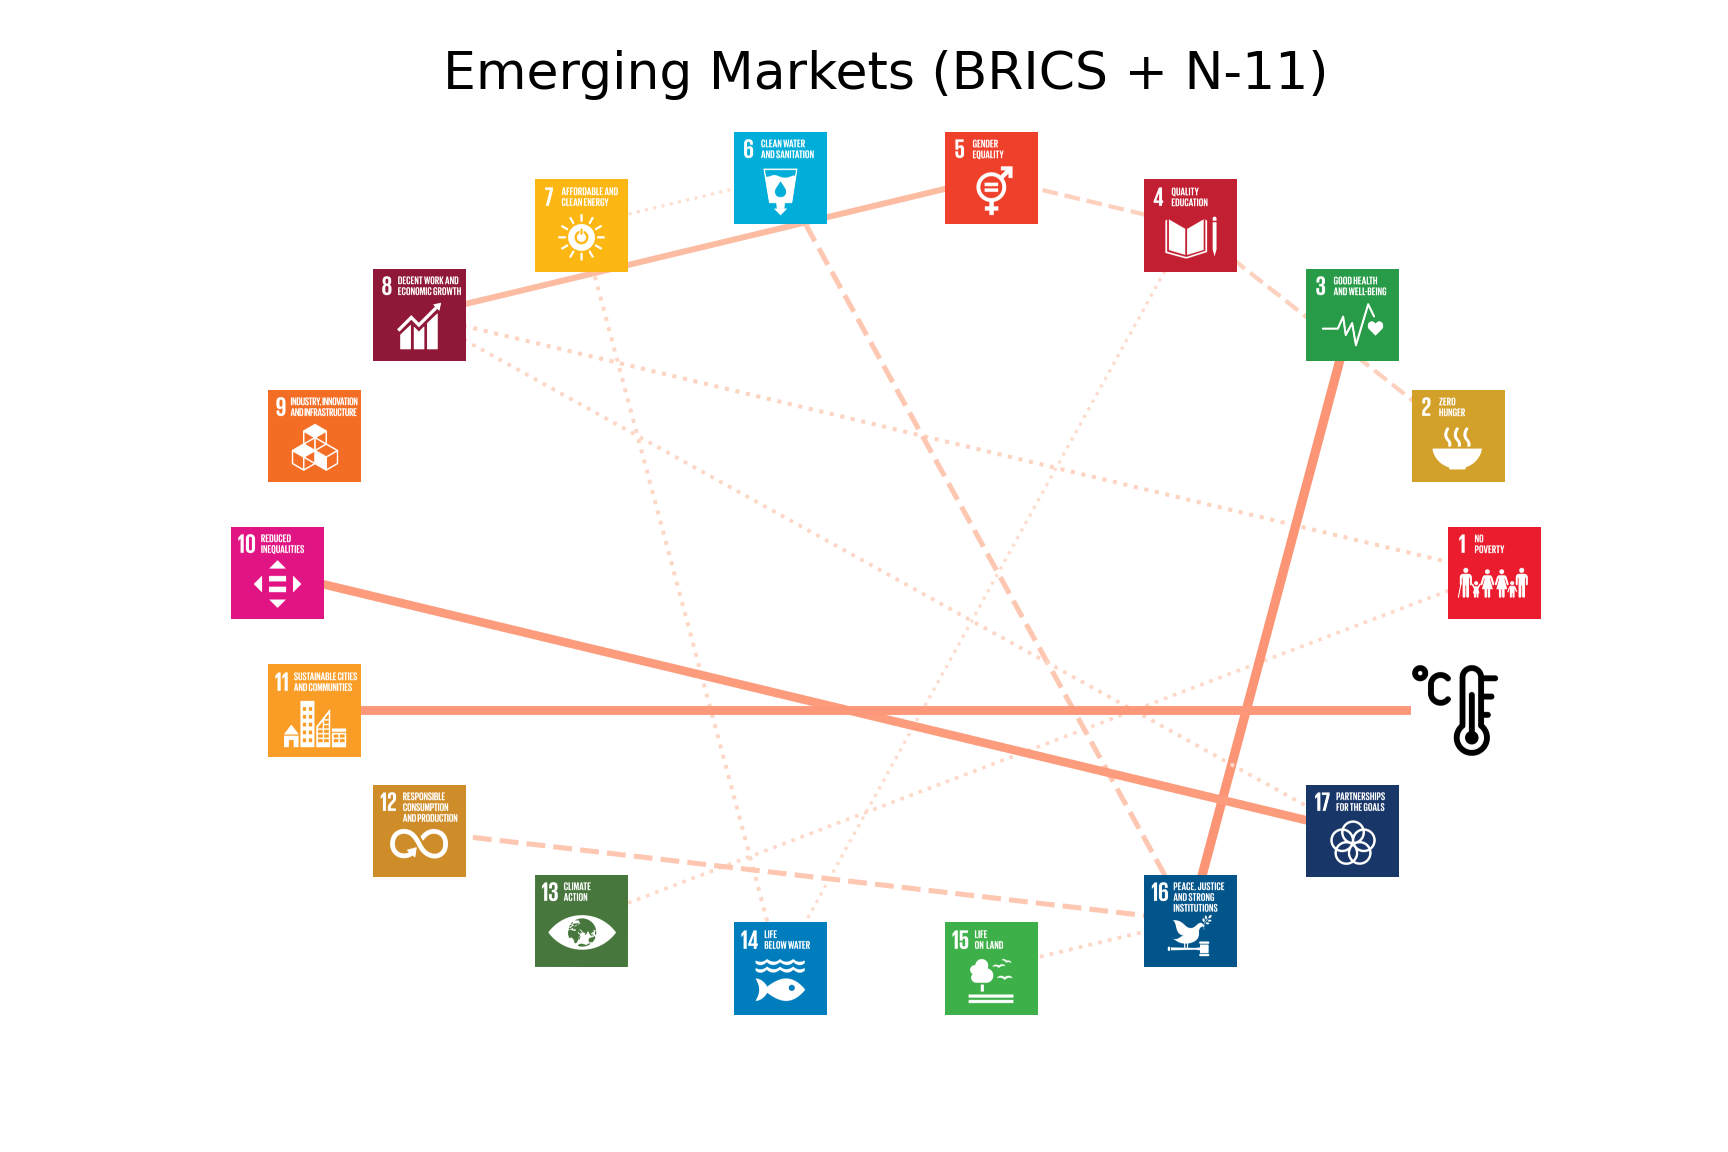 Emerging Markets (BRICS + N-11)
6 CLEAN WATER
AND SANITATION
5 GENDER
EQUALITY
7 AFFORDABLE AND
CLEAN ENERGY
4 QUALITY
EDUCATION
8 DECENT WORK AND
ECONOMIC GROWTH
3 GOOD HEALTH
AND WELL-BEING
9 INDUSTRY, INNOVATION
AND INFRASTRUCTURE
2 ZERO
HUNGER
10 REDUCED
INEQUALITIES
1 NO
POVERTY
11 SUSTAINABLE CITIES
AND COMMUNITIES
°C
12 RESPONSIBLE
CONSUMPTION
AND PRODUCTION
17 PARTNERSHIPS
FOR THE GOALS
13 CLIMATE
ACTION
16 PEACE, JUSTICE
AND STRONG
INSTITUTIONS
14 LIFE
BELOW WATER
15 LIFE
ON LAND